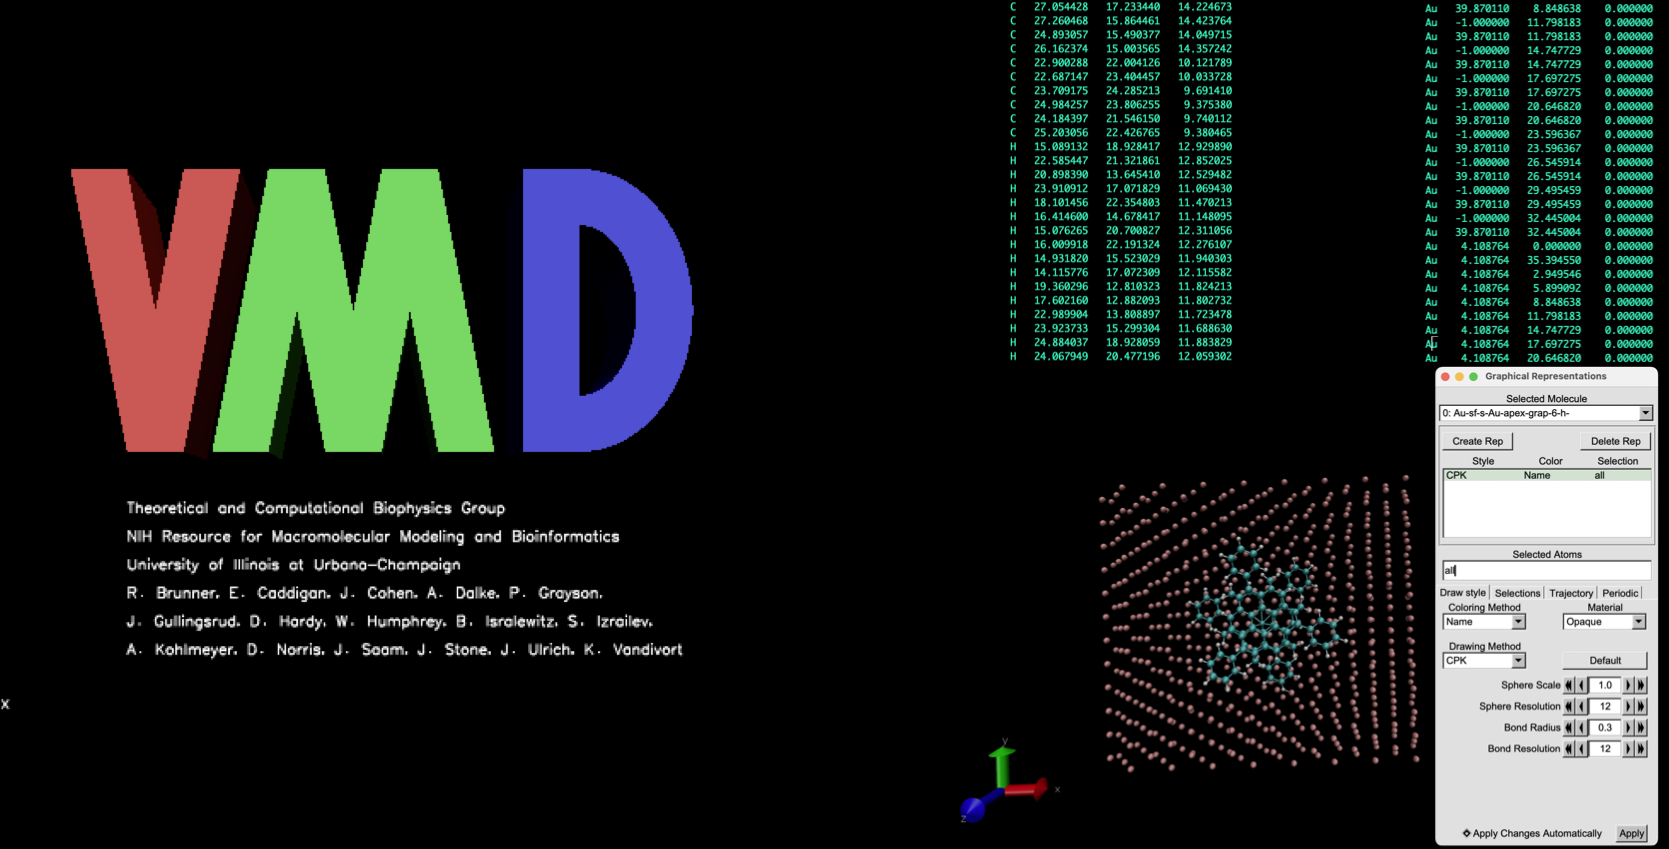 VMD
Theoretical and Computational Biophysics Group
NIH Resource for Macromolecular Modeling and Bioinformatics
University of Illinois at Urbana-Champaign
R. Brunner, E. Caddigan, J. Cohen, A. Dalke, P. Grayson,
J. Gullingsrud, D. Hardy, W. Humphrey, B. Isralewitz, S. Izrailev,
A. Kohlmeyer, D. Norris, J. Saam, J. Stone, J. Ulrich, K. Vandivort
x
C 27.054428 17.233440 14.224673
C 27.260468 15.864461 14.423764
C 24.893057 15.490377 14.049715
C 26.162374 15.003565 14.357242
C 22.900288 22.004126 10.121789
C 22.687147 23.404457 10.033728
C 23.709175 24.285213 9.691410
C 24.984257 23.806255 9.375380
C 24.184397 21.546150 9.740112
C 25.203056 22.426765 9.380465
H 15.089132 18.928417 12.929890
H 22.585447 21.321861 12.852025
H 20.898390 13.645410 12.529482
H 23.910912 17.071829 11.069430
H 18.101456 22.354803 11.470213
H 16.414600 14.678417 11.148095
H 15.076265 20.700827 12.311056
H 16.009918 22.191324 12.276107
H 14.931820 15.523029 11.940303
H 14.115776 17.072309 12.115582
H 19.360296 12.810323 11.824213
H 17.602160 12.882093 11.802732
H 22.989904 13.808897 11.723478
H 23.923733 15.299304 11.688630
H 24.884037 18.928059 11.883829
H 24.067949 20.477196 12.059302
Au 39.870110 8.848638 0.000000
Au -1.000000 11.798183 0.000000
Au 39.870110 11.798183 0.000000
Au -1.000000 14.747729 0.000000
Au 39.870110 14.747729 0.000000
Au -1.000000 17.697275 0.000000
Au 39.870110 17.697275 0.000000
Au -1.000000 20.646820 0.000000
Au 39.870110 20.646820 0.000000
Au -1.000000 23.596367 0.000000
Au 39.870110 23.596367 0.000000
Au -1.000000 26.545914 0.000000
Au 39.870110 26.545914 0.000000
Au -1.000000 29.495459 0.000000
Au 39.870110 29.495459 0.000000
Au -1.000000 32.445004 0.000000
Au 39.870110 32.445004 0.000000
Au 4.108764 0.000000 0.000000
Au 4.108764 35.394550 0.000000
Au 4.108764 2.949546 0.000000
Au 4.108764 5.899092 0.000000
Au 4.108764 8.848638 0.000000
Au 4.108764 11.798183 0.000000
Au 4.108764 14.747729 0.000000
Au 4.108764 17.697275 0.000000
Au 4.108764 20.646820 0.000000
Graphical Representations
Selected Molecule
0: Au-sf-s-Au-apex-grap-6-h-
Create Rep Delete Rep
Style Color Selection
CPK Name all
Selected Atoms
all
Draw style Selections Trajectory Periodic
Coloring Method Material
Name Opaque
Drawing Method
CPK Default
Sphere Scale 1.0
Sphere Resolution 12
Bond Radius 0.3
Bond Resolution 12
Apply Changes Automatically Apply
y
x
z